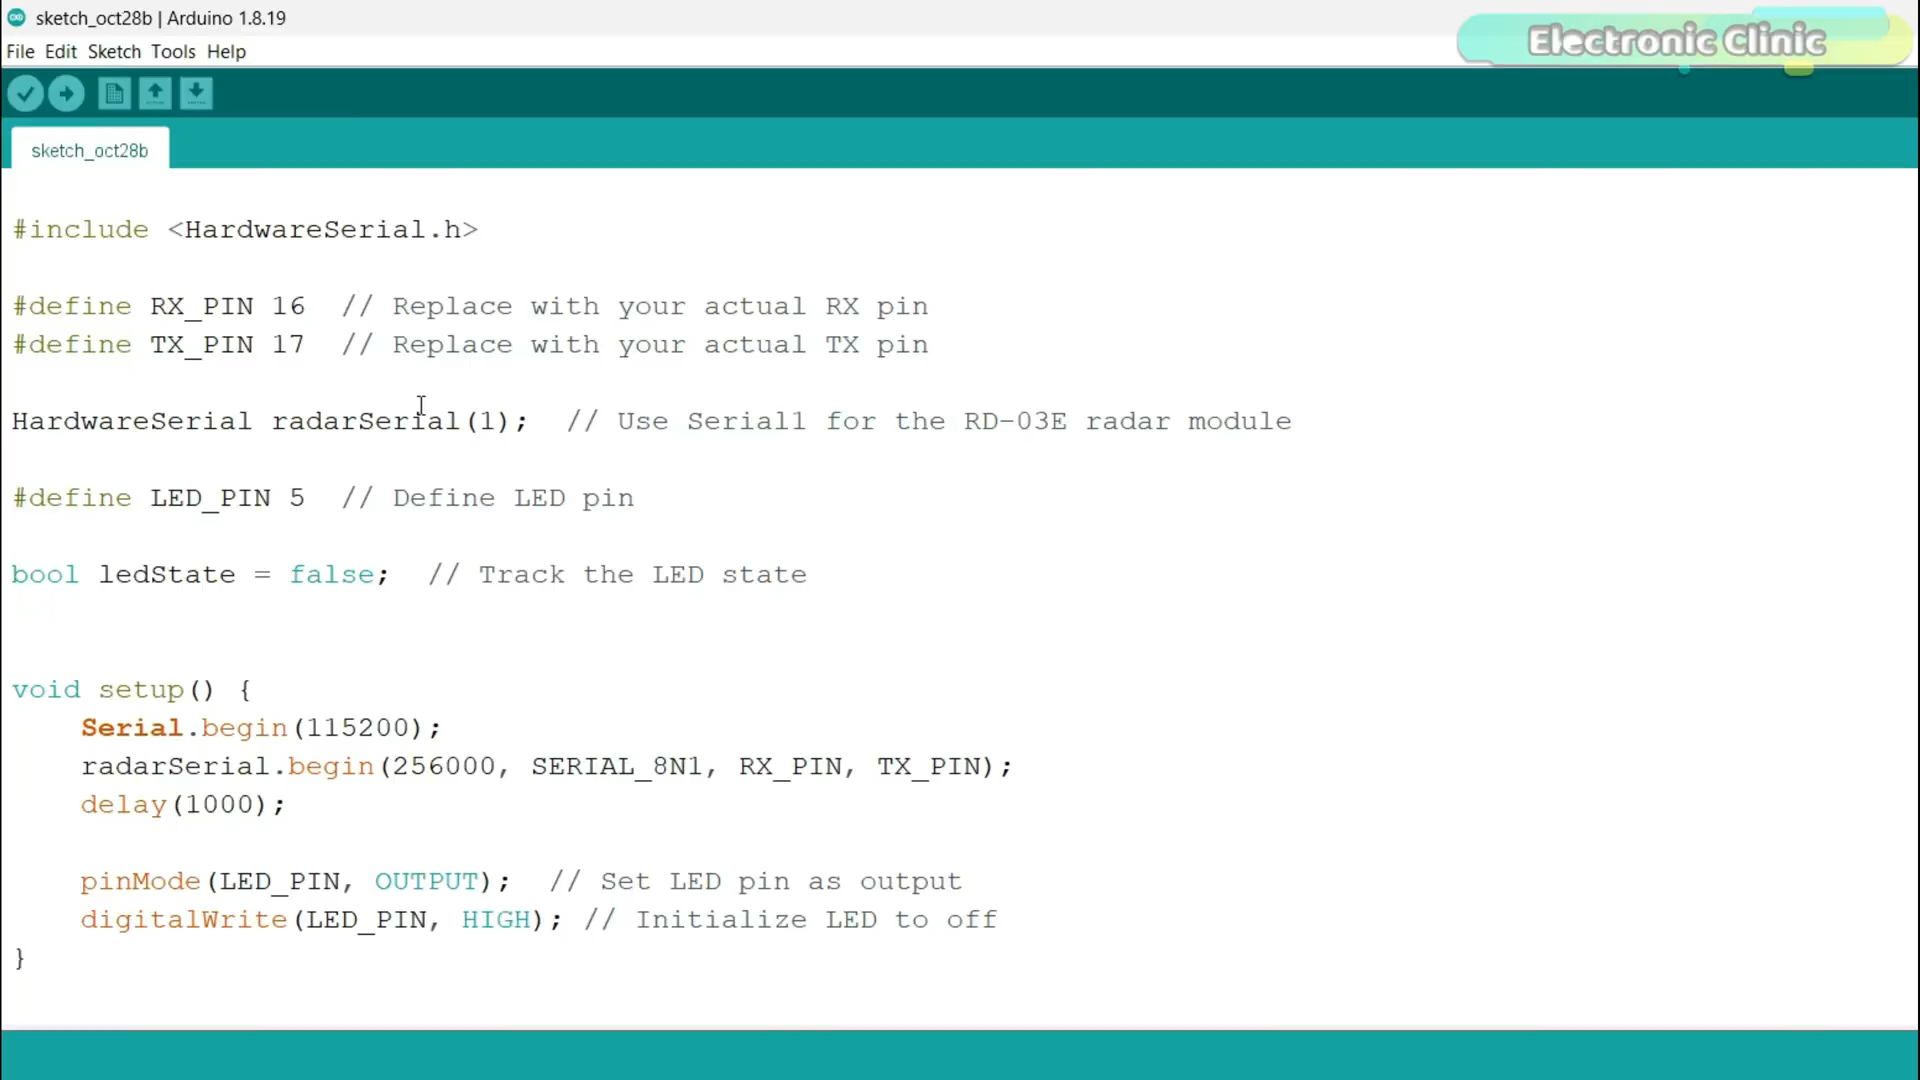 sketch_oct28b | Arduino 1.8.19
File Edit Sketch Tools Help
Electronic Clinic
sketch_oct28b
#include <HardwareSerial.h>
#define RX_PIN 16  // Replace with your actual RX pin
#define TX_PIN 17  // Replace with your actual TX pin
HardwareSerial radarSerial(1);  // Use Serial1 for the RD-03E radar module
#define LED_PIN 5  // Define LED pin
bool ledState = false;  // Track the LED state
void setup() {
    Serial.begin(115200);
    radarSerial.begin(256000, SERIAL_8N1, RX_PIN, TX_PIN);
    delay(1000);
    pinMode(LED_PIN, OUTPUT);  // Set LED pin as output
    digitalWrite(LED_PIN, HIGH); // Initialize LED to off
}